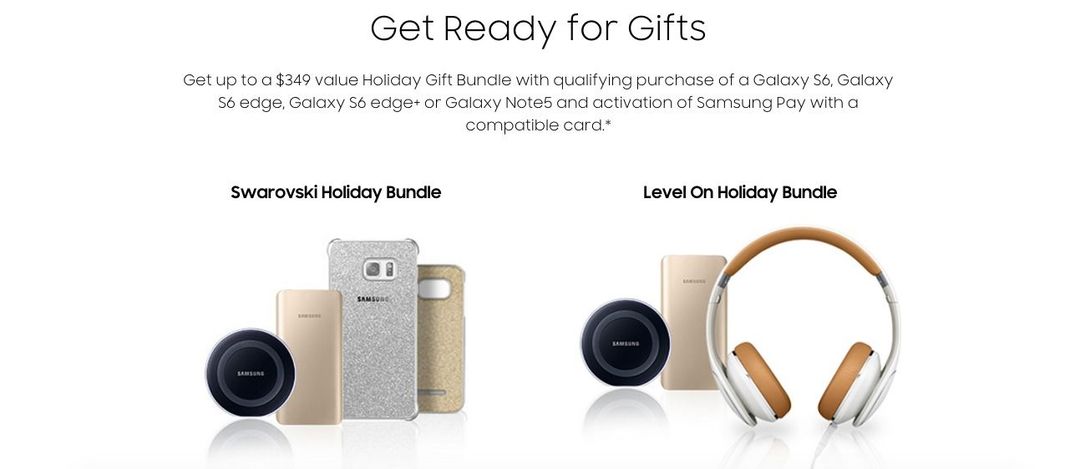 Get Ready for Gifts
Get up to a $349 value Holiday Gift Bundle with qualifying purchase of a Galaxy S6, Galaxy
S6 edge, Galaxy S6 edge+ or Galaxy Note5 and activation of Samsung Pay with a
compatible card.*
Swarovski Holiday Bundle
Level On Holiday Bundle
SAMSUNG
SAMSUNG
SAMSUNG
SAMSUNG
SAMSUNG